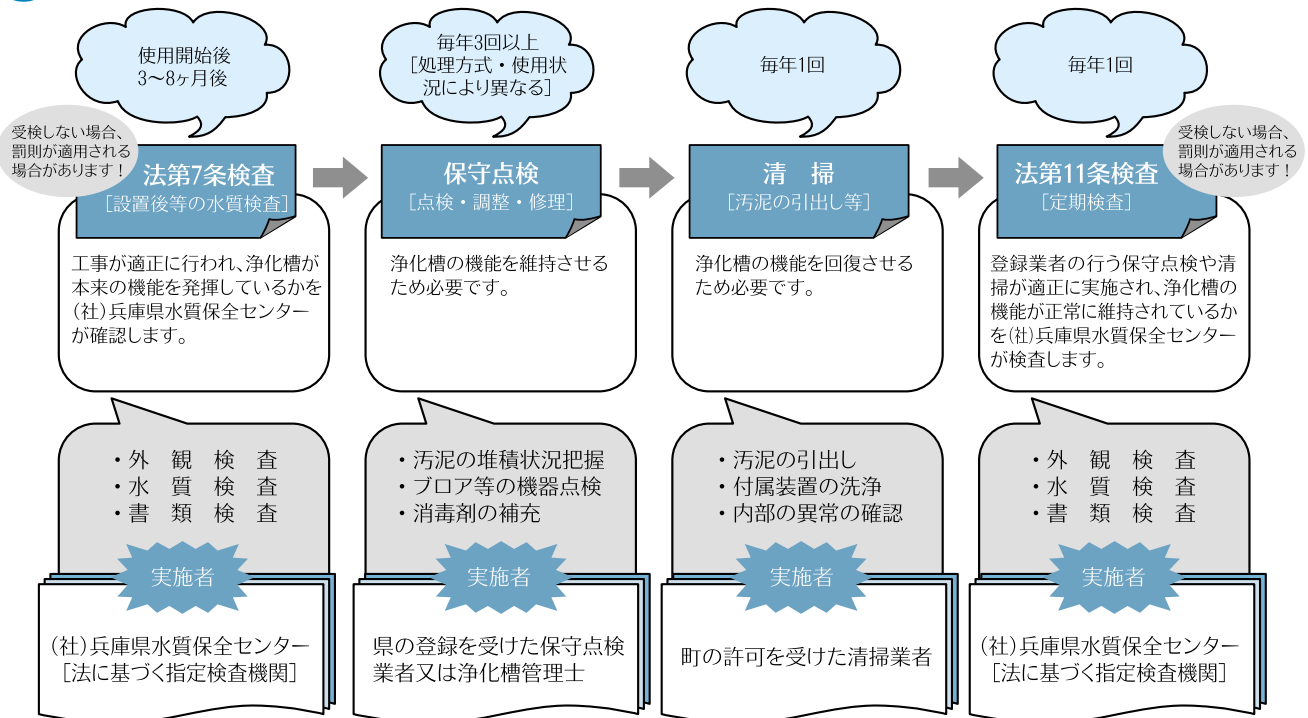 使用開始後
3〜8ヶ月後
受検しない場合、
罰則が適用される
場合があります！
法第7条検査
［設置後等の水質検査］
工事が適正に行われ、浄化槽が
本来の機能を発揮しているかを
（社）兵庫県水質保全センター
が確認します。
・外観検査
・水質検査
・書類検査
実施者
（社）兵庫県水質保全センター
［法に基づく指定検査機関］
毎年3回以上
［処理方式・使用状
況により異なる］
保守点検
［点検・調整・修理］
浄化槽の機能を維持させる
ため必要です。
・汚泥の堆積状況把握
・ブロア等の機器点検
・消毒剤の補充
実施者
県の登録を受けた保守点検
業者又は浄化槽管理士
毎年1回
清　掃
［汚泥の引出し等］
浄化槽の機能を回復させる
ため必要です。
・汚泥の引出し
・付属装置の洗浄
・内部の異常の確認
実施者
町の許可を受けた清掃業者
毎年1回
受検しない場合、
罰則が適用される
場合があります！
法第11条検査
［定期検査］
登録業者の行う保守点検や清
掃が適正に実施され、浄化槽の
機能が正常に維持されているか
を（社）兵庫県水質保全センター
が検査します。
・外観検査
・水質検査
・書類検査
実施者
（社）兵庫県水質保全センター
［法に基づく指定検査機関］